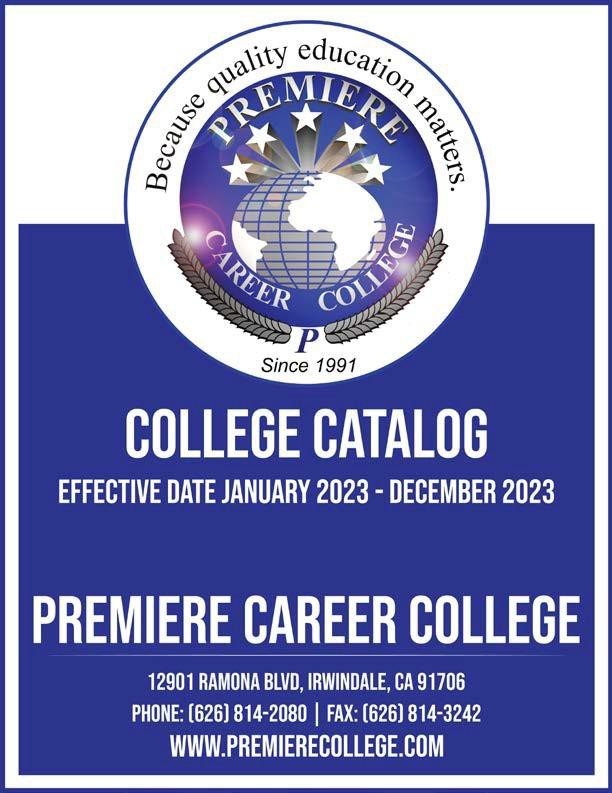 Because quality education matters.
PREMIERE
CAREER COLLEGE
P
Since 1991
COLLEGE CATALOG
EFFECTIVE DATE JANUARY 2023 - DECEMBER 2023
PREMIERE CAREER COLLEGE
12901 RAMONA BLVD, IRWINDALE, CA 91706
PHONE: (626) 814-2080 | FAX: (626) 814-3242
WWW.PREMIERECOLLEGE.COM